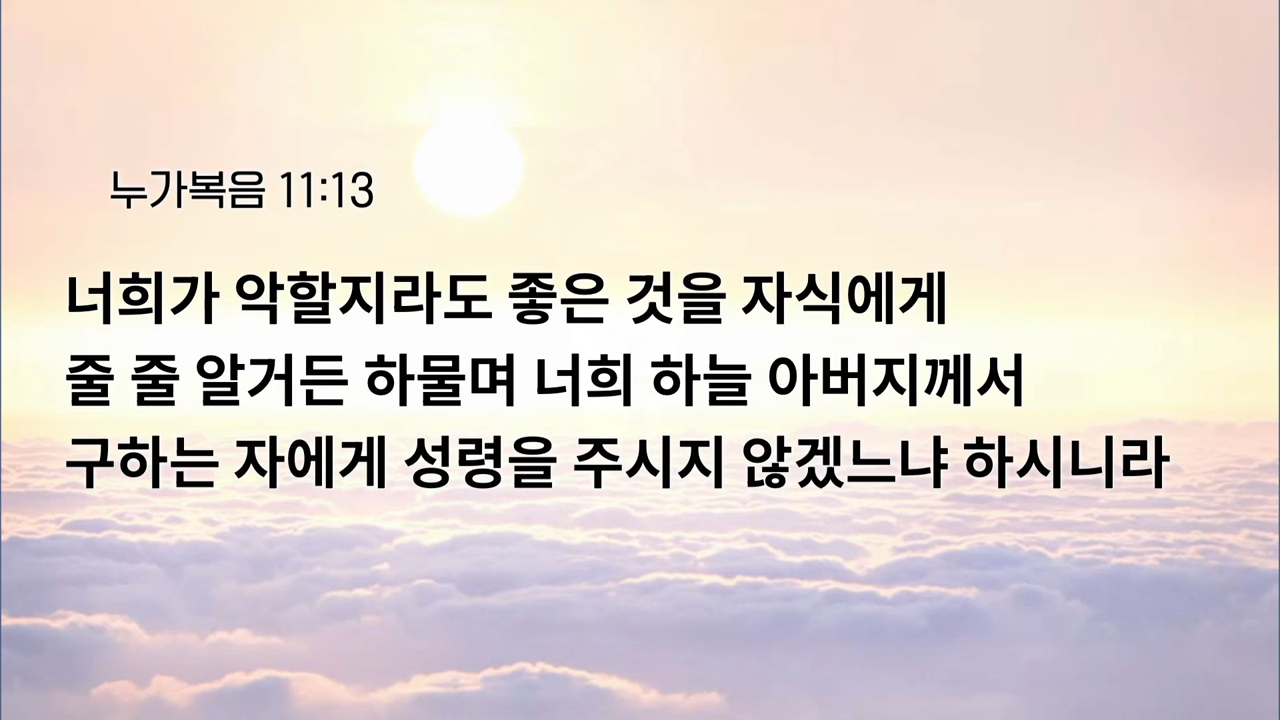 누가복음 11:13
너희가 악할지라도 좋은 것을 자식에게
줄 줄 알거든 하물며 너희 하늘 아버지께서
구하는 자에게 성령을 주시지 않겠느냐 하시니라